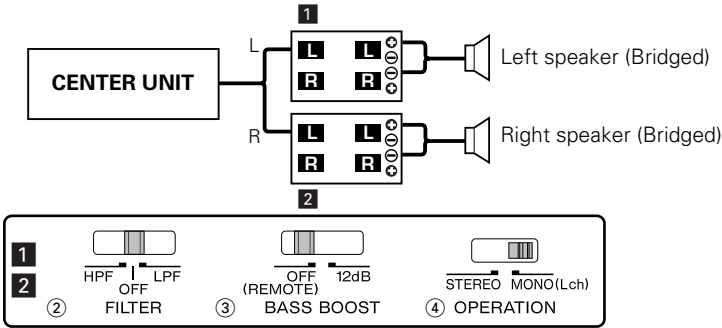 1
L
CENTER UNIT
L L ⊕
⊖
R R ⊖
⊕
Left speaker (Bridged)
R
L L ⊕
⊖
R R ⊖
⊕
Right speaker (Bridged)
2
1
2
HPF LPF
OFF
② FILTER
OFF 12dB
(REMOTE)
③ BASS BOOST
STEREO MONO(Lch)
④ OPERATION